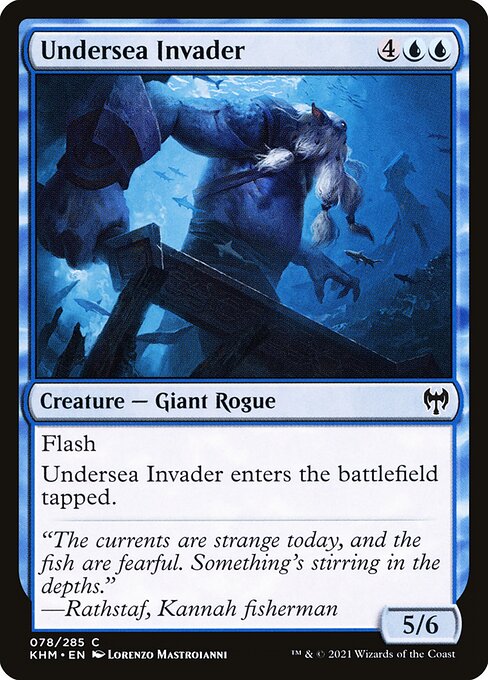 Undersea Invader 4
Creature — Giant Rogue
Flash
Undersea Invader enters the battlefield
tapped.
“The currents are strange today, and the
fish are fearful. Something’s stirring in the
depths.”
—Rathstaf, Kannah fisherman
5/6
078/285 C
KHM • EN Lorenzo Mastroianni
™ & © 2021 Wizards of the Coast